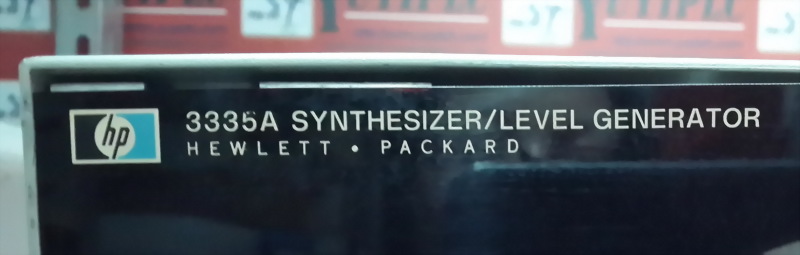 hp
3335A SYNTHESIZER/LEVEL GENERATOR
HEWLETT • PACKARD